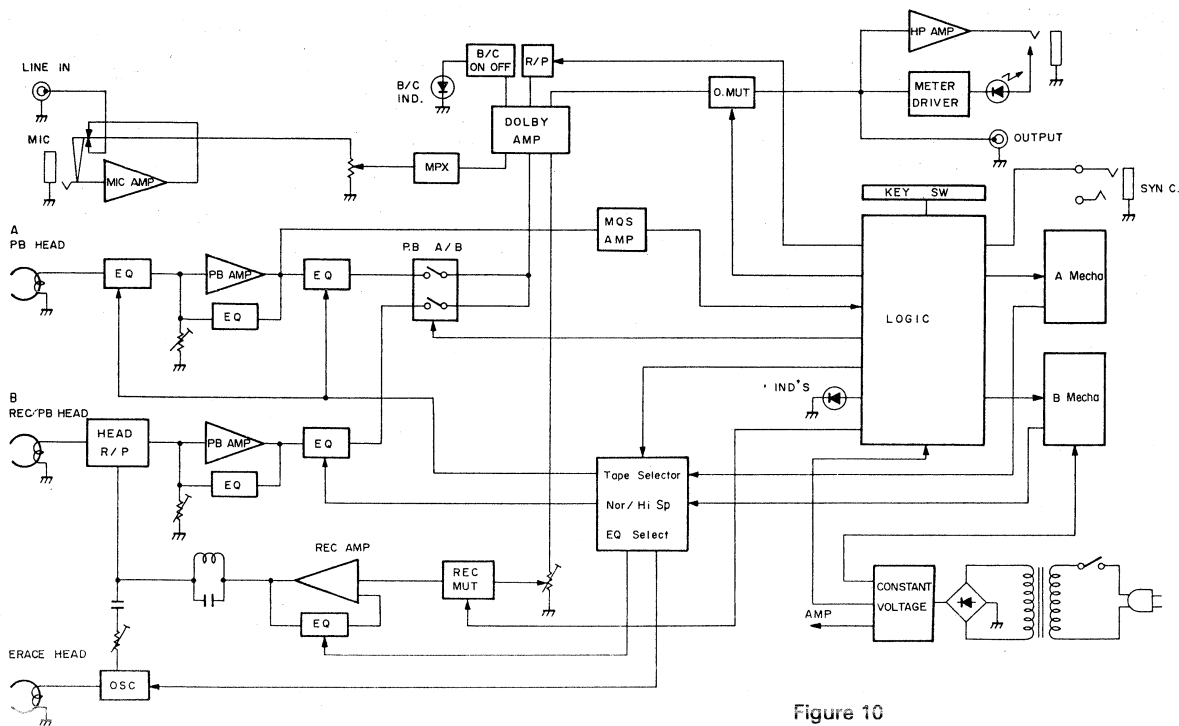 LINE IN
MIC
MIC AMP
B/C
IND.
B/C
ON OFF
R/P
DOLBY
AMP
MPX
O.MUT
HP AMP
METER
DRIVER
OUTPUT
SYNC.
KEY SW
LOGIC
A Mecha
B Mecha
MQS
AMP
A
PB HEAD
EQ
PB AMP
EQ
EQ
P.B A/B
IND'S
B
REC/PB HEAD
HEAD
R/P
PB AMP
EQ
EQ
Tape Selector
Nor/Hi Sp
EQ Select
REC AMP
EQ
REC
MUT
CONSTANT
VOLTAGE
AMP
ERACE HEAD
OSC
Figure 10